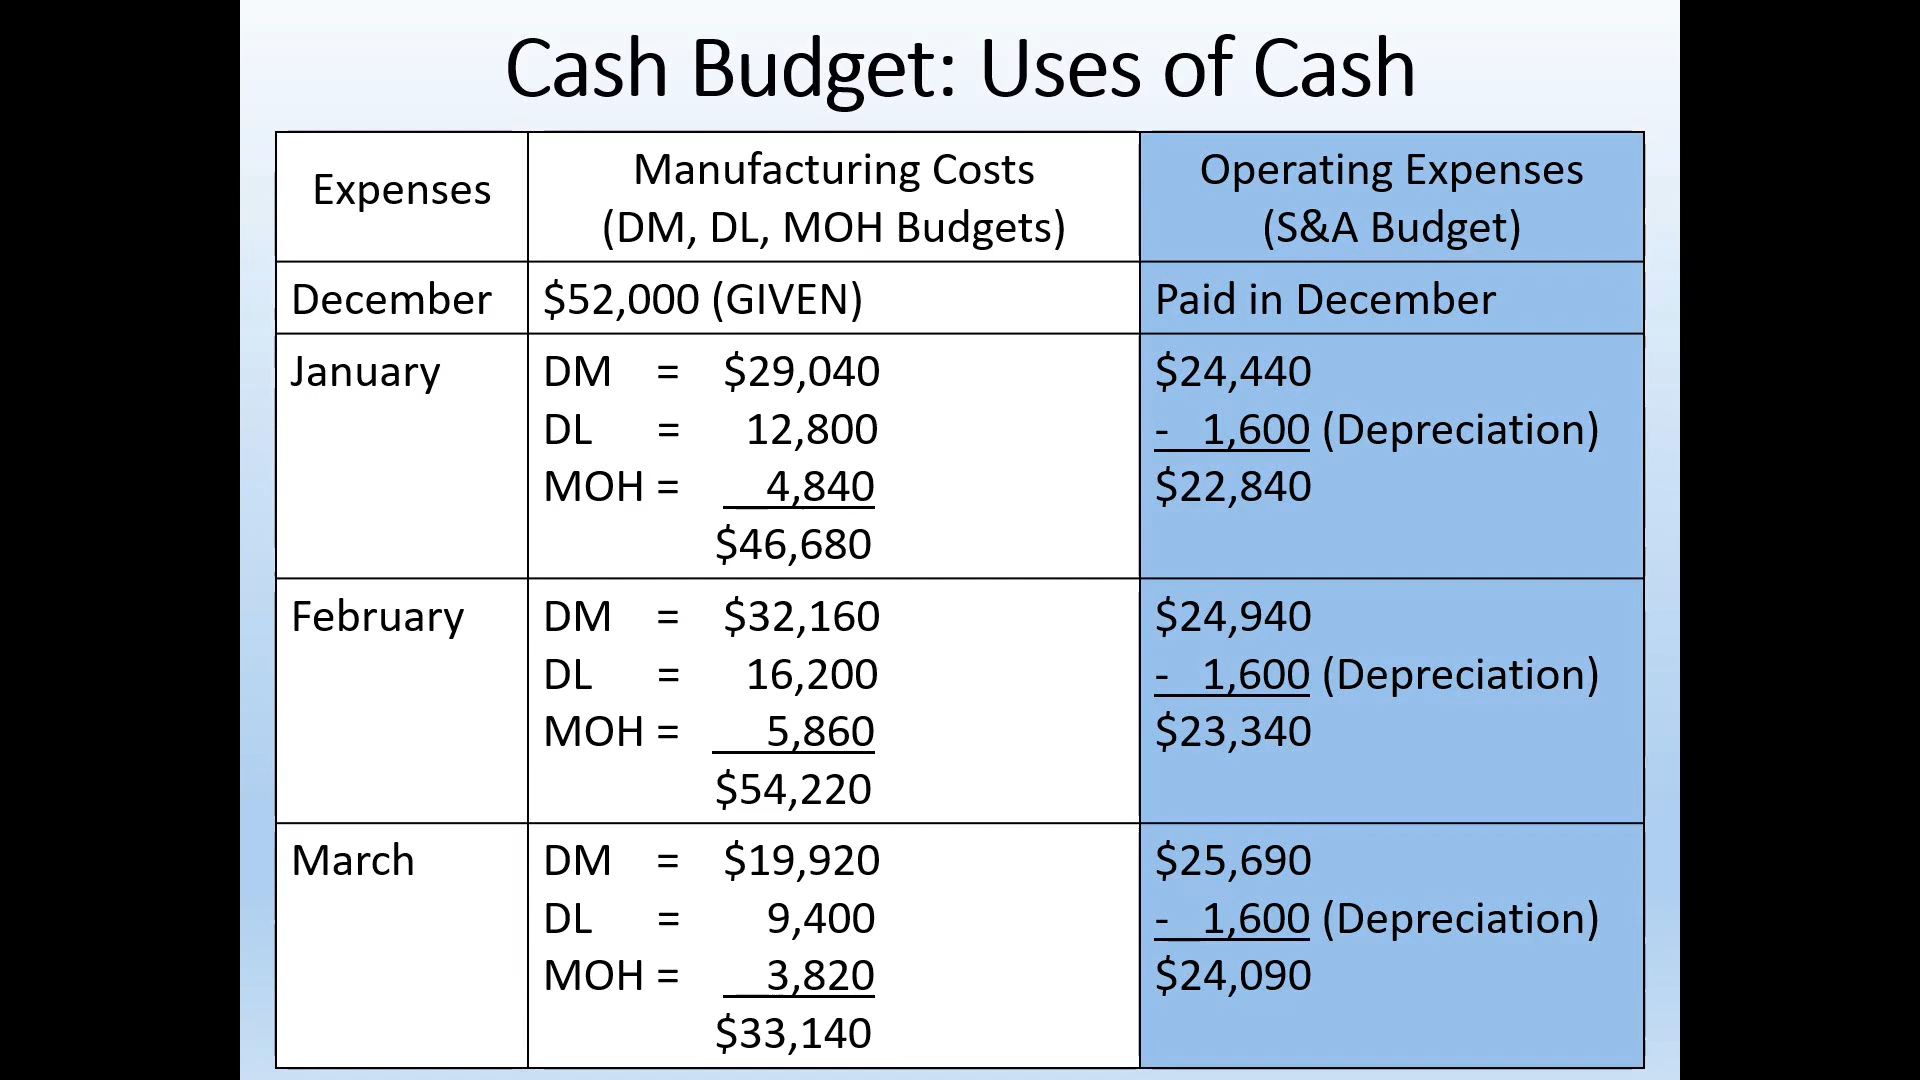 Cash Budget: Uses of Cash
Expenses
Manufacturing Costs
(DM, DL, MOH Budgets)
Operating Expenses
(S&A Budget)
December
$52,000 (GIVEN)
Paid in December
January
DM = $29,040
DL = 12,800
MOH = 4,840
$46,680
$24,440
- 1,600 (Depreciation)
$22,840
February
DM = $32,160
DL = 16,200
MOH = 5,860
$54,220
$24,940
- 1,600 (Depreciation)
$23,340
March
DM = $19,920
DL = 9,400
MOH = 3,820
$33,140
$25,690
- 1,600 (Depreciation)
$24,090